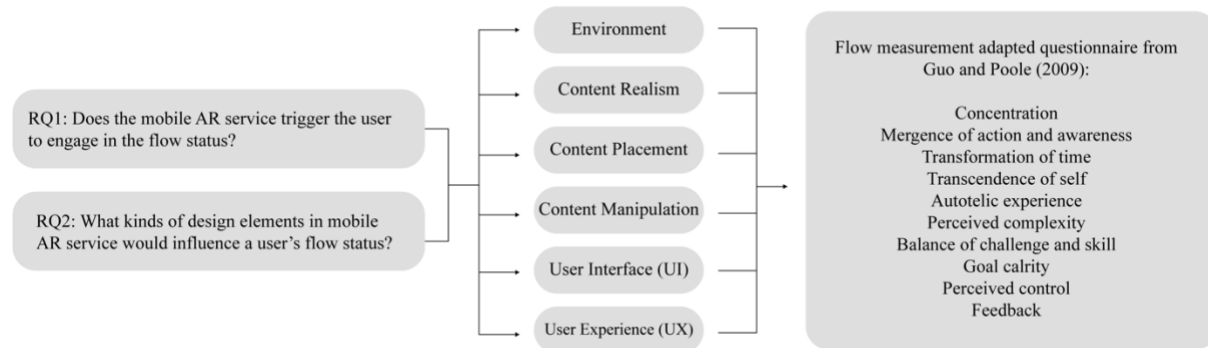 RQ1: Does the mobile AR service trigger the user
to engage in the flow status?
RQ2: What kinds of design elements in mobile
AR service would influence a user's flow status?
Environment
Content Realism
Content Placement
Content Manipulation
User Interface (UI)
User Experience (UX)
Flow measurement adapted questionnaire from
Guo and Poole (2009):
Concentration
Mergence of action and awareness
Transformation of time
Transcendence of self
Autotelic experience
Perceived complexity
Balance of challenge and skill
Goal calrity
Perceived control
Feedback